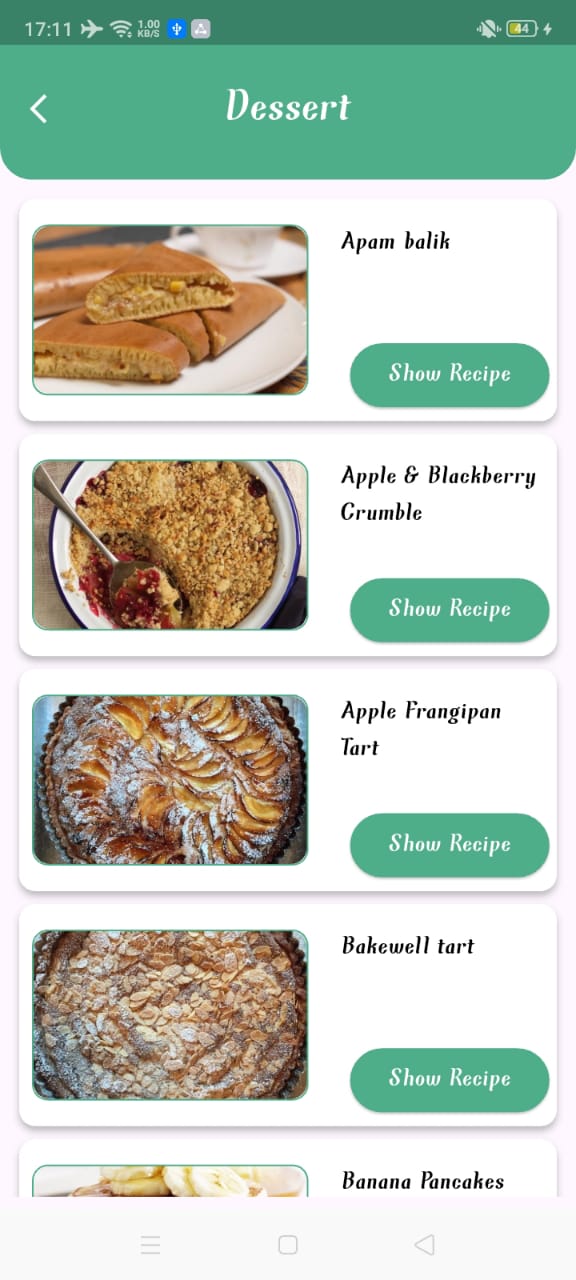 17:11 1.00 KB/S 44
Dessert
Apam balik
Show Recipe
Apple & Blackberry
Crumble
Show Recipe
Apple Frangipan
Tart
Show Recipe
Bakewell tart
Show Recipe
Banana Pancakes